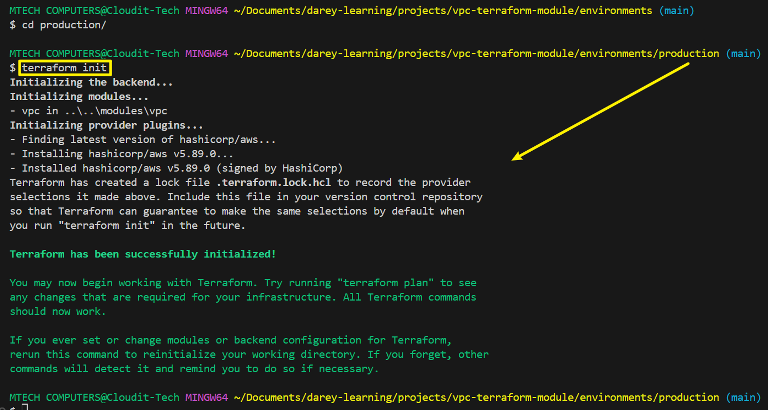 MTECH COMPUTERS@Cloudit-Tech MINGW64 ~/Documents/darey-learning/projects/vpc-terraform-module/environments (main)
$ cd production/
MTECH COMPUTERS@Cloudit-Tech MINGW64 ~/Documents/darey-learning/projects/vpc-terraform-module/environments/production (main)
$ terraform init
Initializing the backend...
Initializing modules...
- vpc in ..\..\modules\vpc
Initializing provider plugins...
- Finding latest version of hashicorp/aws...
- Installing hashicorp/aws v5.89.0...
- Installed hashicorp/aws v5.89.0 (signed by HashiCorp)
Terraform has created a lock file .terraform.lock.hcl to record the provider
selections it made above. Include this file in your version control repository
so that Terraform can guarantee to make the same selections by default when
you run "terraform init" in the future.
Terraform has been successfully initialized!
You may now begin working with Terraform. Try running "terraform plan" to see
any changes that are required for your infrastructure. All Terraform commands
should now work.
If you ever set or change modules or backend configuration for Terraform,
rerun this command to reinitialize your working directory. If you forget, other
commands will detect it and remind you to do so if necessary.
MTECH COMPUTERS@Cloudit-Tech MINGW64 ~/Documents/darey-learning/projects/vpc-terraform-module/environments/production (main)
$